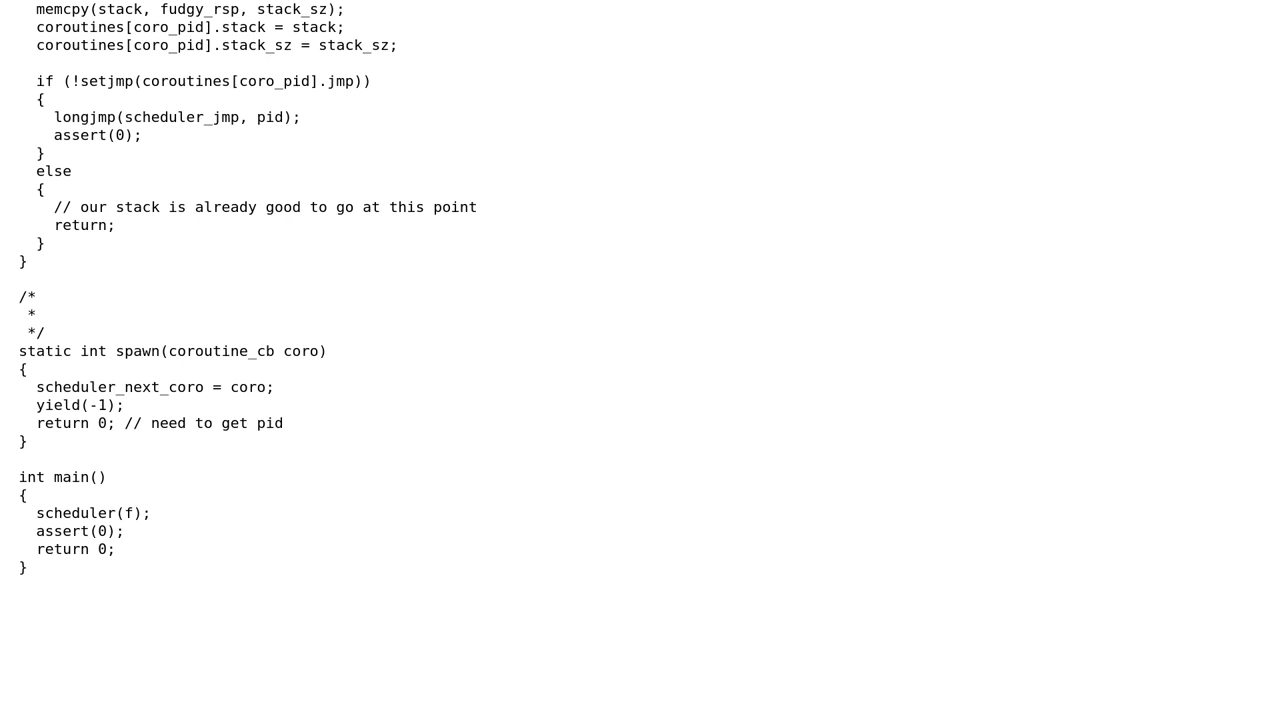 memcpy(stack, fudgy_rsp, stack_sz);
coroutines[coro_pid].stack = stack;
coroutines[coro_pid].stack_sz = stack_sz;
if (!setjmp(coroutines[coro_pid].jmp))
{
longjmp(scheduler_jmp, pid);
assert(0);
}
else
{
// our stack is already good to go at this point
return;
}
}
/*
*
*/
static int spawn(coroutine_cb coro)
{
scheduler_next_coro = coro;
yield(-1);
return 0; // need to get pid
}
int main()
{
scheduler(f);
assert(0);
return 0;
}